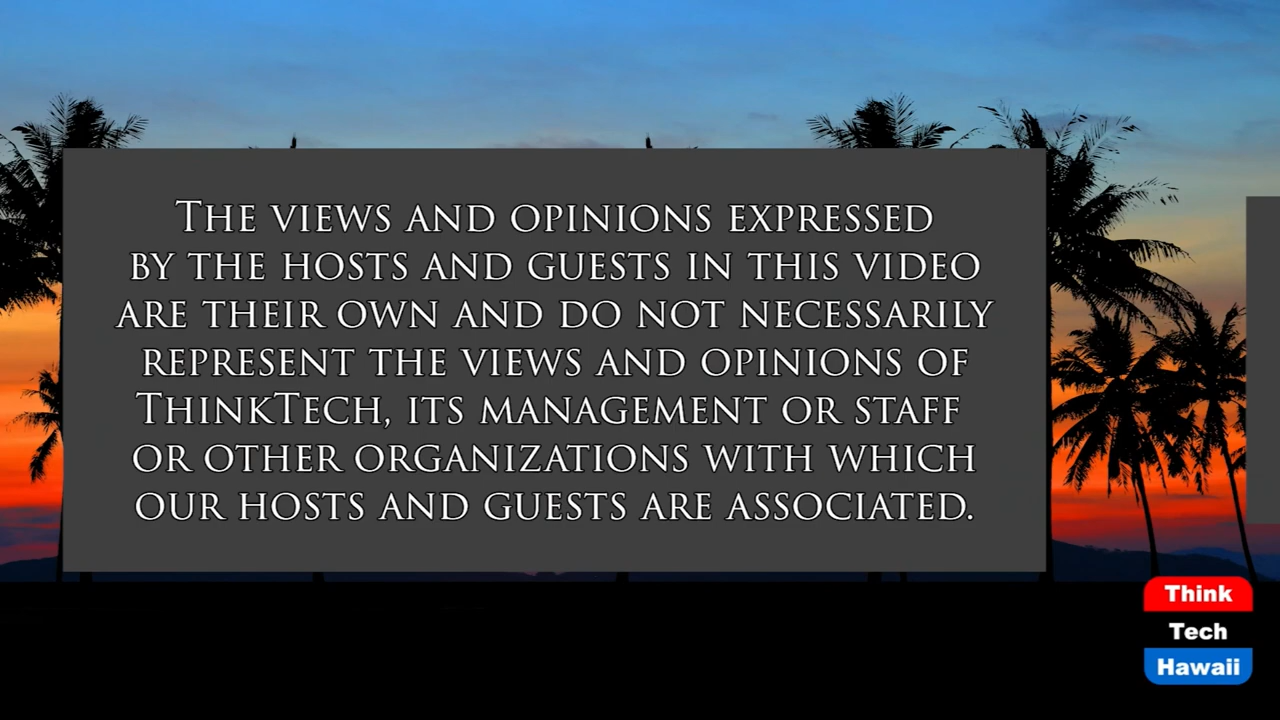 The views and opinions expressed
by the hosts and guests in this video
are their own and do not necessarily
represent the views and opinions of
ThinkTech, its management or staff
or other organizations with which
our hosts and guests are associated.
Think
Tech
Hawaii